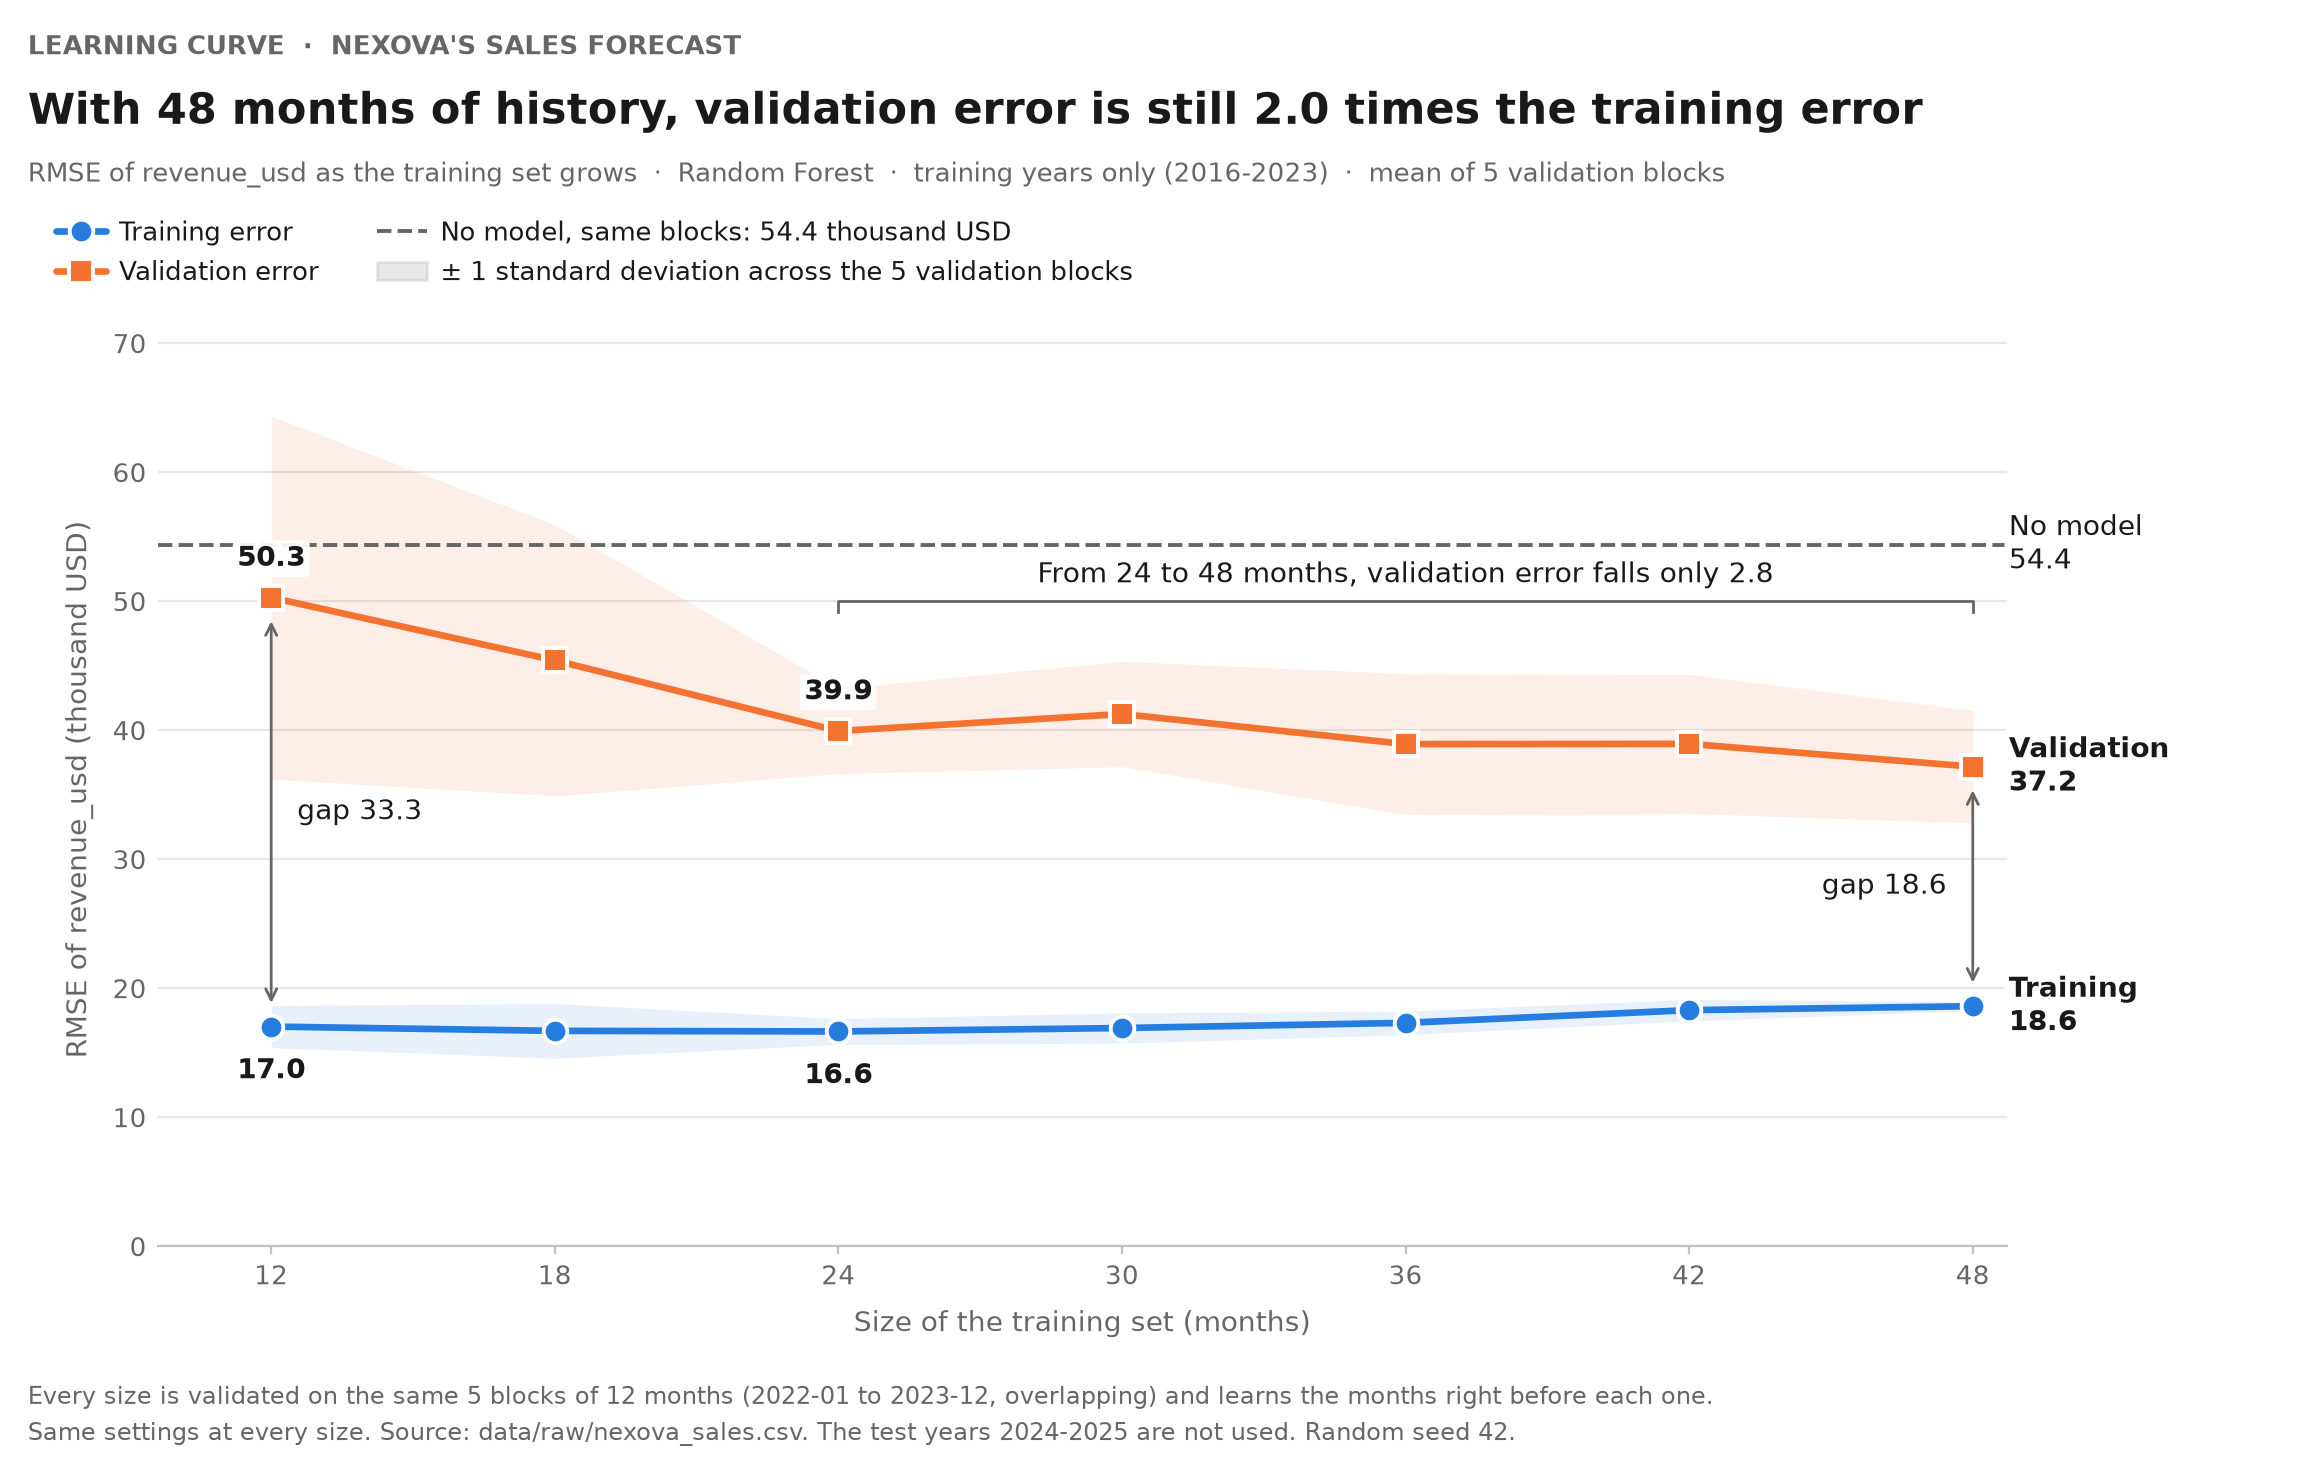 LEARNING CURVE · NEXOVA'S SALES FORECAST
With 48 months of history, validation error is still 2.0 times the training error
RMSE of revenue_usd as the training set grows · Random Forest · training years only (2016-2023) · mean of 5 validation blocks
Training error
Validation error
No model, same blocks: 54.4 thousand USD
± 1 standard deviation across the 5 validation blocks
RMSE of revenue_usd (thousand USD)
70
60
50
40
30
20
10
0
50.3
39.9
From 24 to 48 months, validation error falls only 2.8
No model
54.4
Validation
37.2
gap 33.3
gap 18.6
Training
18.6
17.0
16.6
12
18
24
30
36
42
48
Size of the training set (months)
Every size is validated on the same 5 blocks of 12 months (2022-01 to 2023-12, overlapping) and learns the months right before each one.
Same settings at every size. Source: data/raw/nexova_sales.csv. The test years 2024-2025 are not used. Random seed 42.